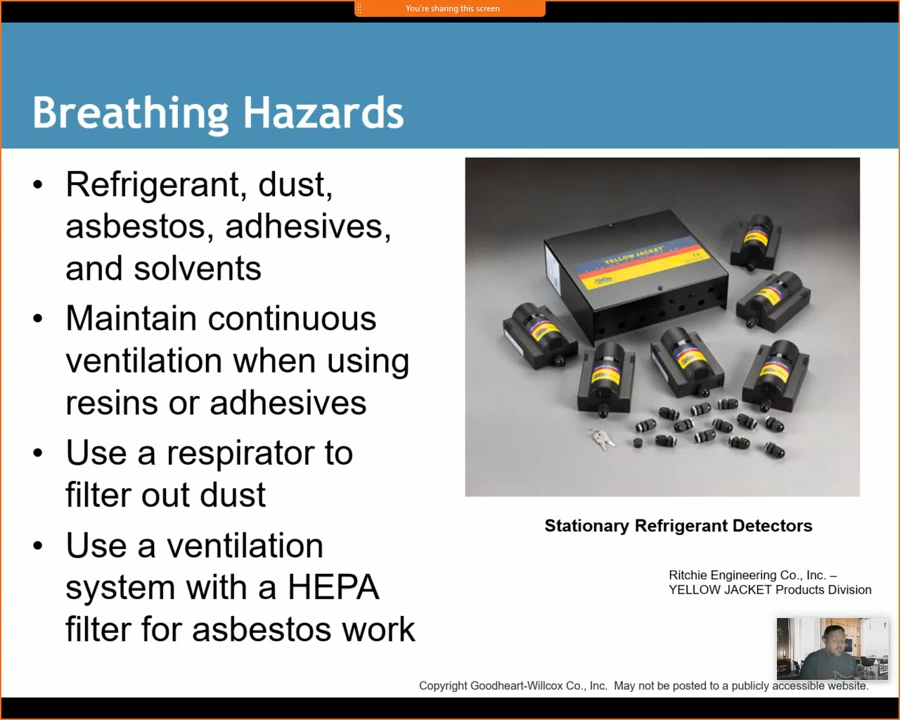 You're sharing this screen
Breathing Hazards
• Refrigerant, dust,
asbestos, adhesives,
and solvents
• Maintain continuous
ventilation when using
resins or adhesives
• Use a respirator to
filter out dust
• Use a ventilation
system with a HEPA
filter for asbestos work
YELLOW JACKET
Stationary Refrigerant Detectors
Ritchie Engineering Co., Inc. –
YELLOW JACKET Products Division
Copyright Goodheart-Willcox Co., Inc.  May not be posted to a publicly accessible website.